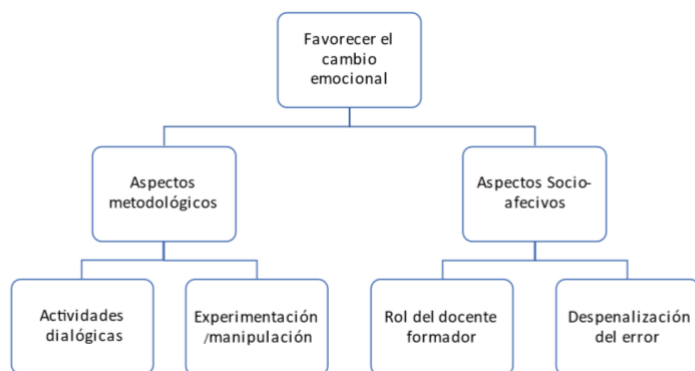 Favorecer el
cambio
emocional
Aspectos
metodológicos
Aspectos Socio-
afecivos
Actividades
dialógicas
Experimentación
/manipulación
Rol del docente
formador
Despenalización
del error